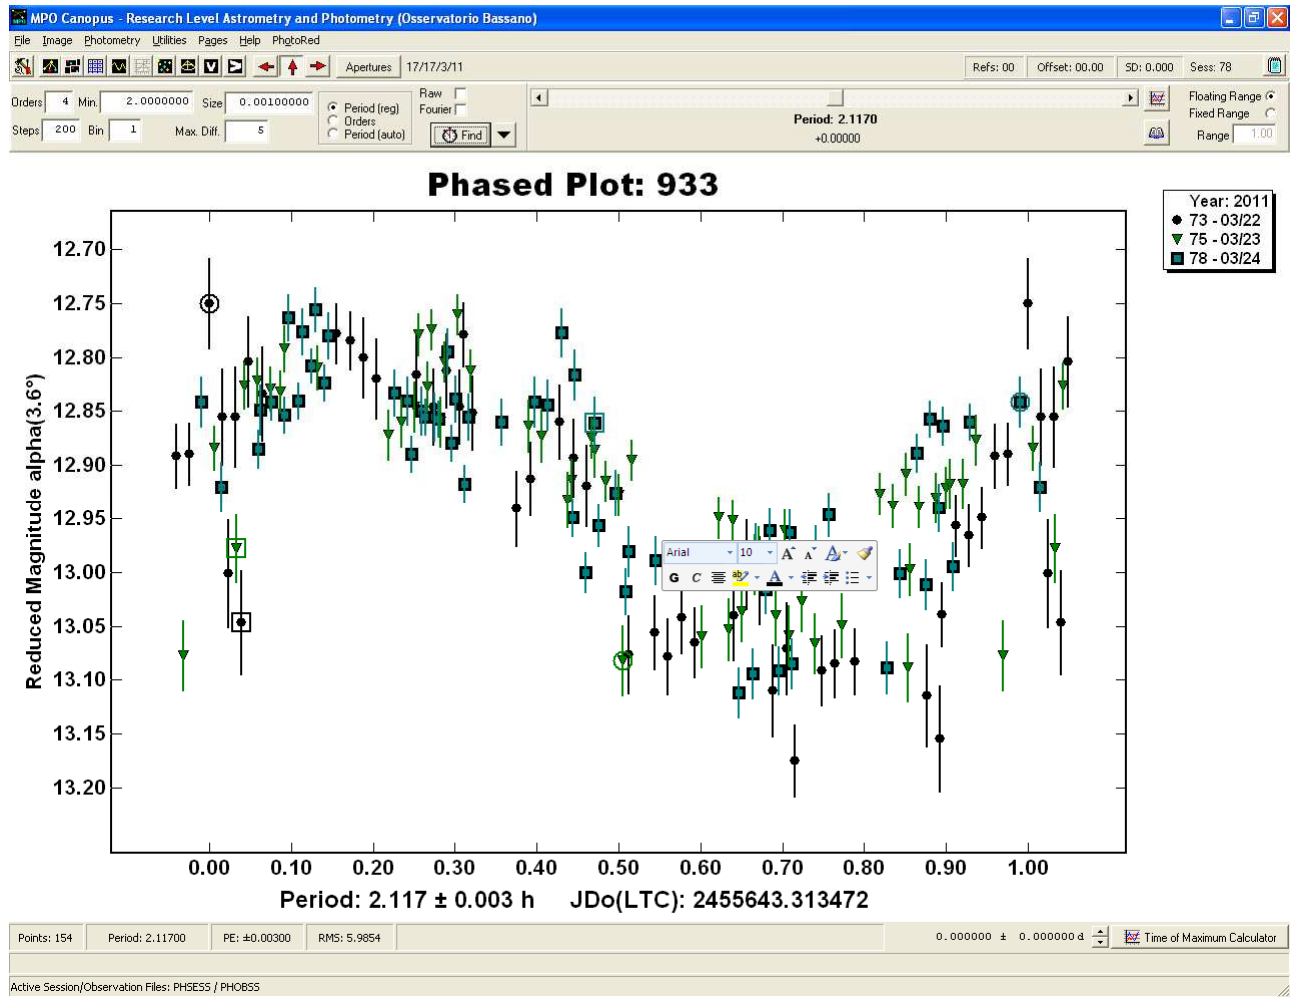 MPO Canopus - Research Level Astrometry and Photometry (Osservatorio Bassano)
File Image Photometry Utilities Pages Help PhotoRed
Apertures 17/17/3/11 Refs: 00 Offset: 00.00 SD: 0.000 Sess: 78
Orders 4 Min. 2.0000000 Size 0.00100000
Steps 200 Bin 1 Max. Diff. 5
Period (reg)
Orders
Period (auto)
Raw
Fourier
Find
Period: 2.1170
+0.00000
Floating Range
Fixed Range
Range 1.00
Phased Plot: 933
Year: 2011
73 - 03/22
75 - 03/23
78 - 03/24
Reduced Magnitude alpha(3.6°)
12.70
12.75
12.80
12.85
12.90
12.95
13.00
13.05
13.10
13.15
13.20
Arial 10 A A A
G C ab A
0.00 0.10 0.20 0.30 0.40 0.50 0.60 0.70 0.80 0.90 1.00
Period: 2.117 ± 0.003 h JDo(LTC): 2455643.313472
Points: 154 Period: 2.11700 PE: ±0.00300 RMS: 5.9854 0.000000 ± 0.000000 d Time of Maximum Calculator
Active Session/Observation Files: PHSESS / PHOBSS